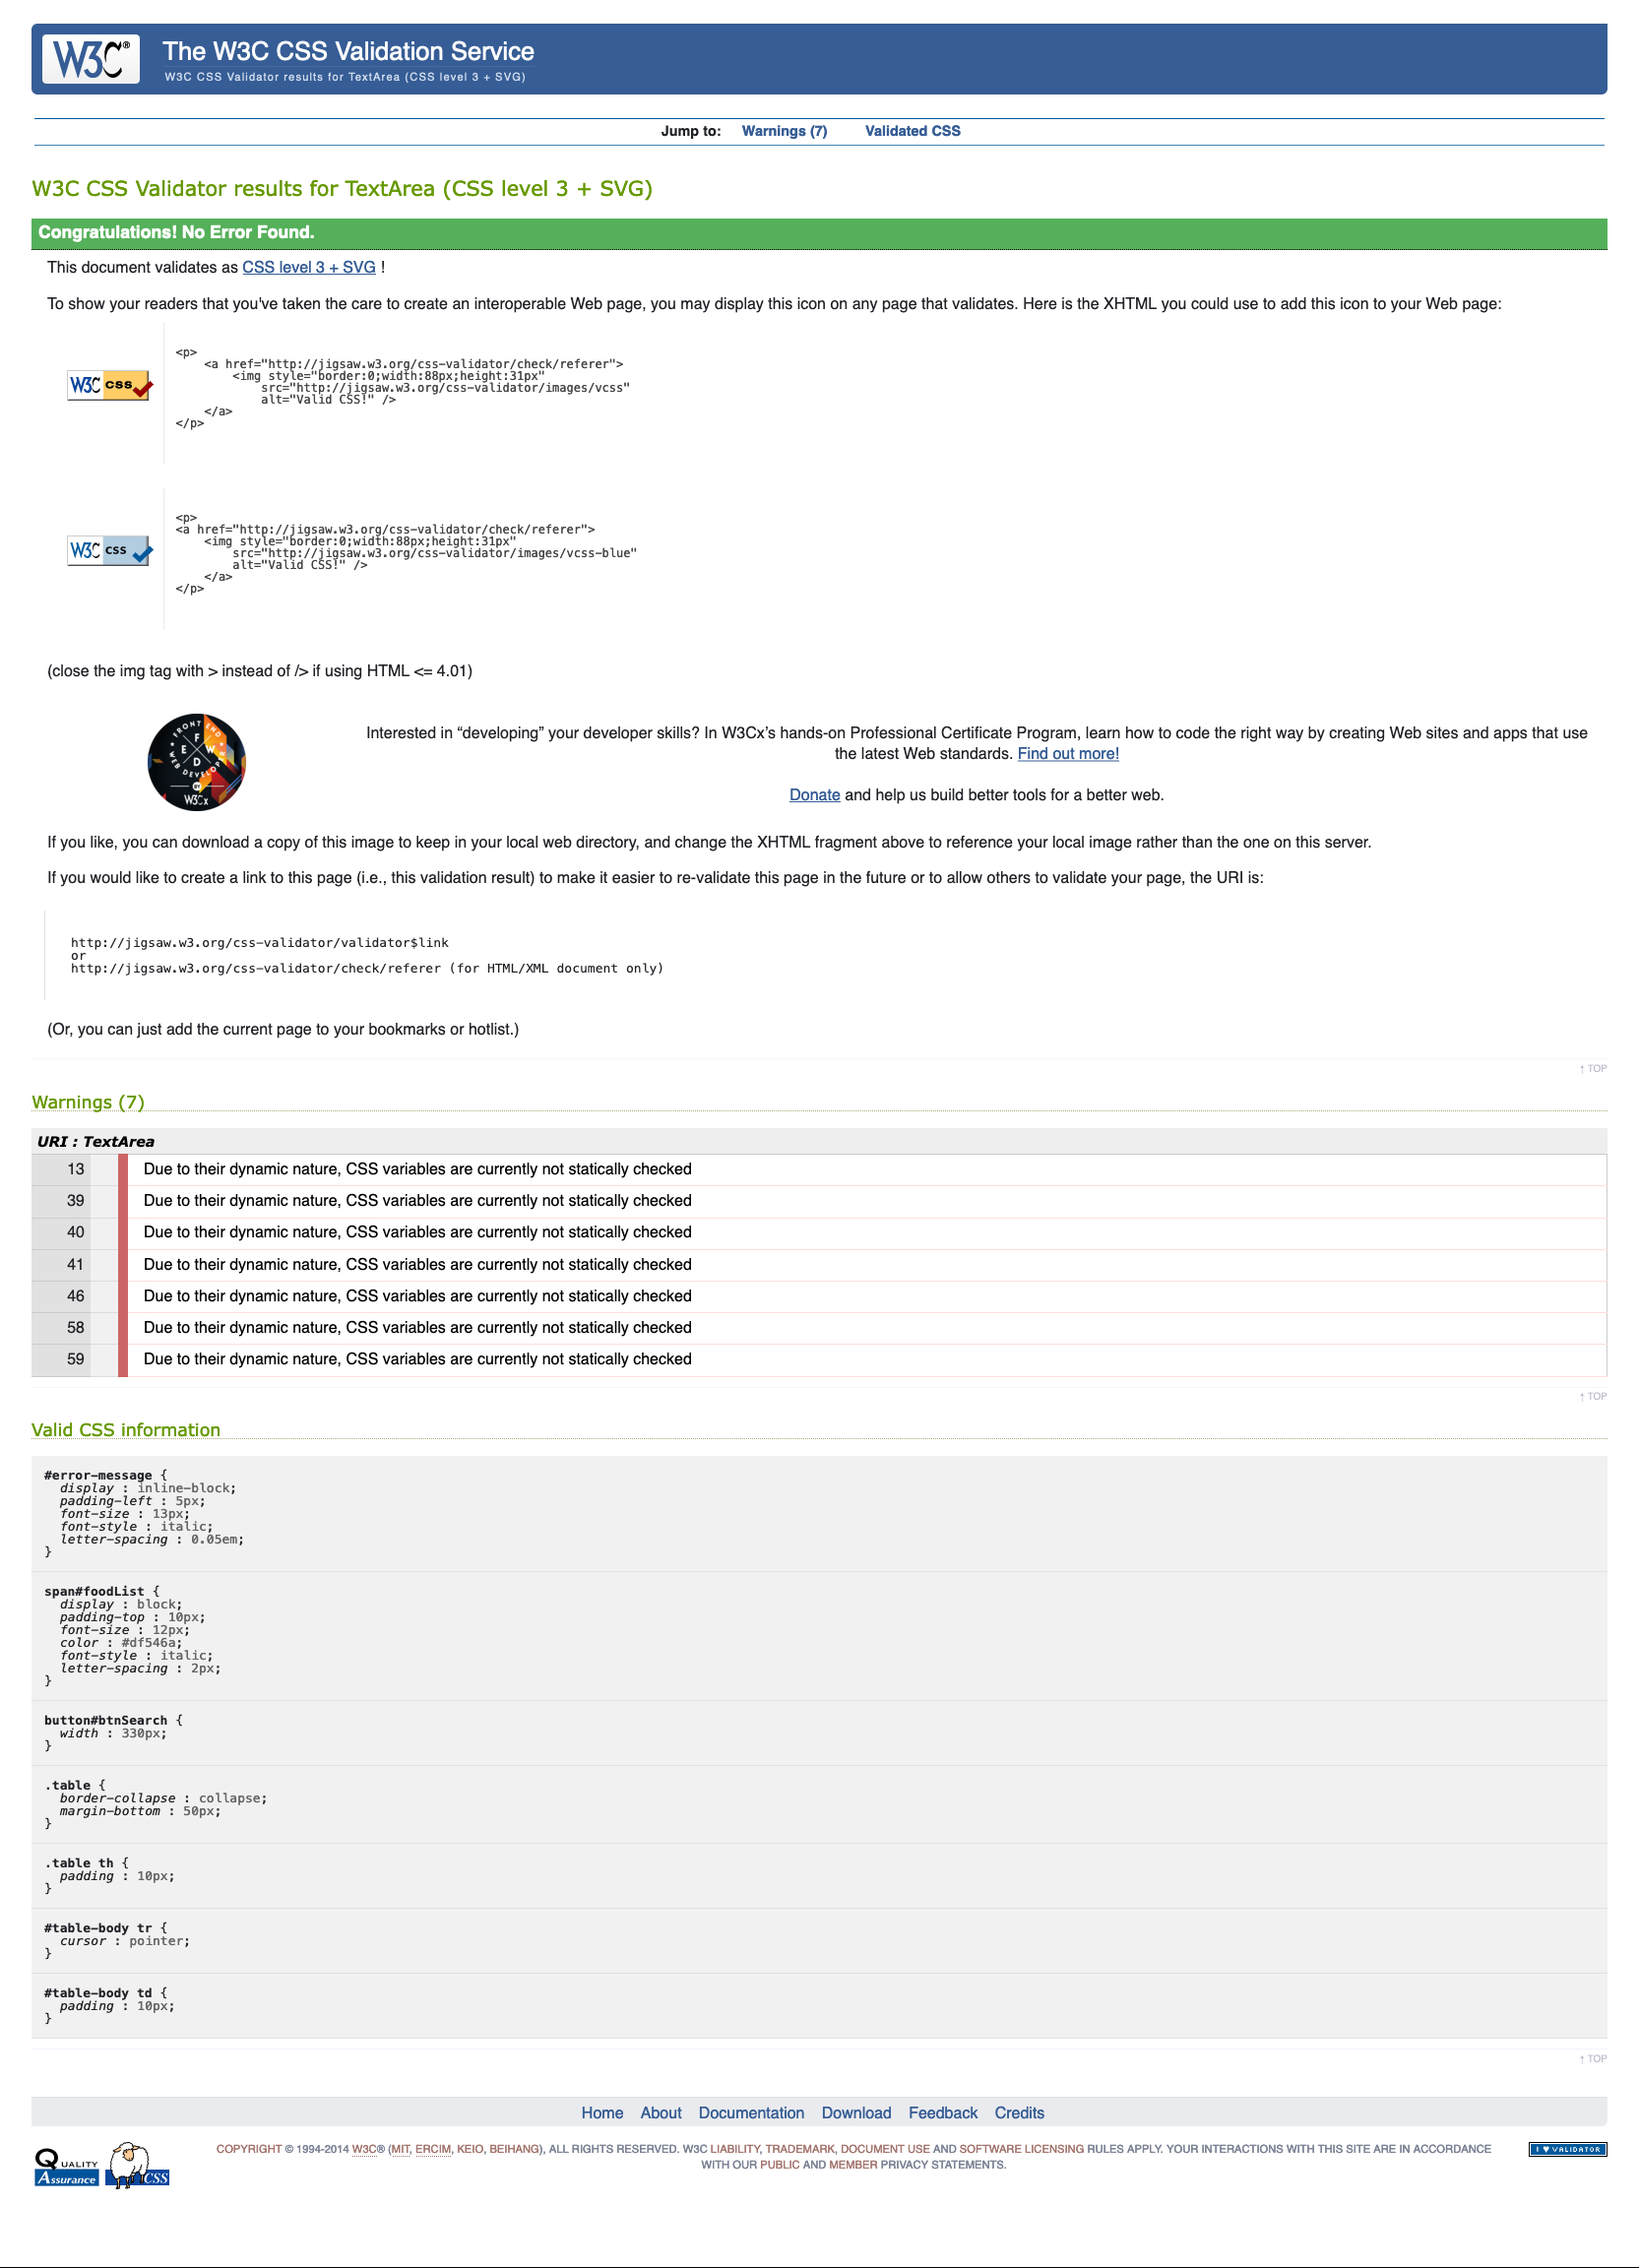 W3C®
The W3C CSS Validation Service
W3C CSS Validator results for TextArea (CSS level 3 + SVG)
Jump to: Warnings (7) Validated CSS
W3C CSS Validator results for TextArea (CSS level 3 + SVG)
Congratulations! No Error Found.
This document validates as CSS level 3 + SVG !
To show your readers that you've taken the care to create an interoperable Web page, you may display this icon on any page that validates. Here is the XHTML you could use to add this icon to your Web page:
W3C css
<p>
<a href="http://jigsaw.w3.org/css-validator/check/referer">
<img style="border:0;width:88px;height:31px"
src="http://jigsaw.w3.org/css-validator/images/vcss"
alt="Valid CSS!" />
</a>
</p>
W3C css
<p>
<a href="http://jigsaw.w3.org/css-validator/check/referer">
<img style="border:0;width:88px;height:31px"
src="http://jigsaw.w3.org/css-validator/images/vcss-blue"
alt="Valid CSS!" />
</a>
</p>
(close the img tag with > instead of /> if using HTML <= 4.01)
FRONT END
F
E W
D
WEB DEVELOPER
W3Cx
Interested in “developing” your developer skills? In W3Cx’s hands-on Professional Certificate Program, learn how to code the right way by creating Web sites and apps that use
the latest Web standards. Find out more!
Donate and help us build better tools for a better web.
If you like, you can download a copy of this image to keep in your local web directory, and change the XHTML fragment above to reference your local image rather than the one on this server.
If you would like to create a link to this page (i.e., this validation result) to make it easier to re-validate this page in the future or to allow others to validate your page, the URI is:
http://jigsaw.w3.org/css-validator/validator$link
or
http://jigsaw.w3.org/css-validator/check/referer (for HTML/XML document only)
(Or, you can just add the current page to your bookmarks or hotlist.)
↑ TOP
Warnings (7)
URI : TextArea
13 Due to their dynamic nature, CSS variables are currently not statically checked
39 Due to their dynamic nature, CSS variables are currently not statically checked
40 Due to their dynamic nature, CSS variables are currently not statically checked
41 Due to their dynamic nature, CSS variables are currently not statically checked
46 Due to their dynamic nature, CSS variables are currently not statically checked
58 Due to their dynamic nature, CSS variables are currently not statically checked
59 Due to their dynamic nature, CSS variables are currently not statically checked
↑ TOP
Valid CSS information
#error-message {
display : inline-block;
padding-left : 5px;
font-size : 13px;
font-style : italic;
letter-spacing : 0.05em;
}
span#foodList {
display : block;
padding-top : 10px;
font-size : 12px;
color : #df546a;
font-style : italic;
letter-spacing : 2px;
}
button#btnSearch {
width : 330px;
}
.table {
border-collapse : collapse;
margin-bottom : 50px;
}
.table th {
padding : 10px;
}
#table-body tr {
cursor : pointer;
}
#table-body td {
padding : 10px;
}
↑ TOP
Home About Documentation Download Feedback Credits
QUALITY
Assurance
CSS
COPYRIGHT © 1994-2014 W3C® (MIT, ERCIM, KEIO, BEIHANG), ALL RIGHTS RESERVED. W3C LIABILITY, TRADEMARK, DOCUMENT USE AND SOFTWARE LICENSING RULES APPLY. YOUR INTERACTIONS WITH THIS SITE ARE IN ACCORDANCE
WITH OUR PUBLIC AND MEMBER PRIVACY STATEMENTS.
I ♥ VALIDATOR